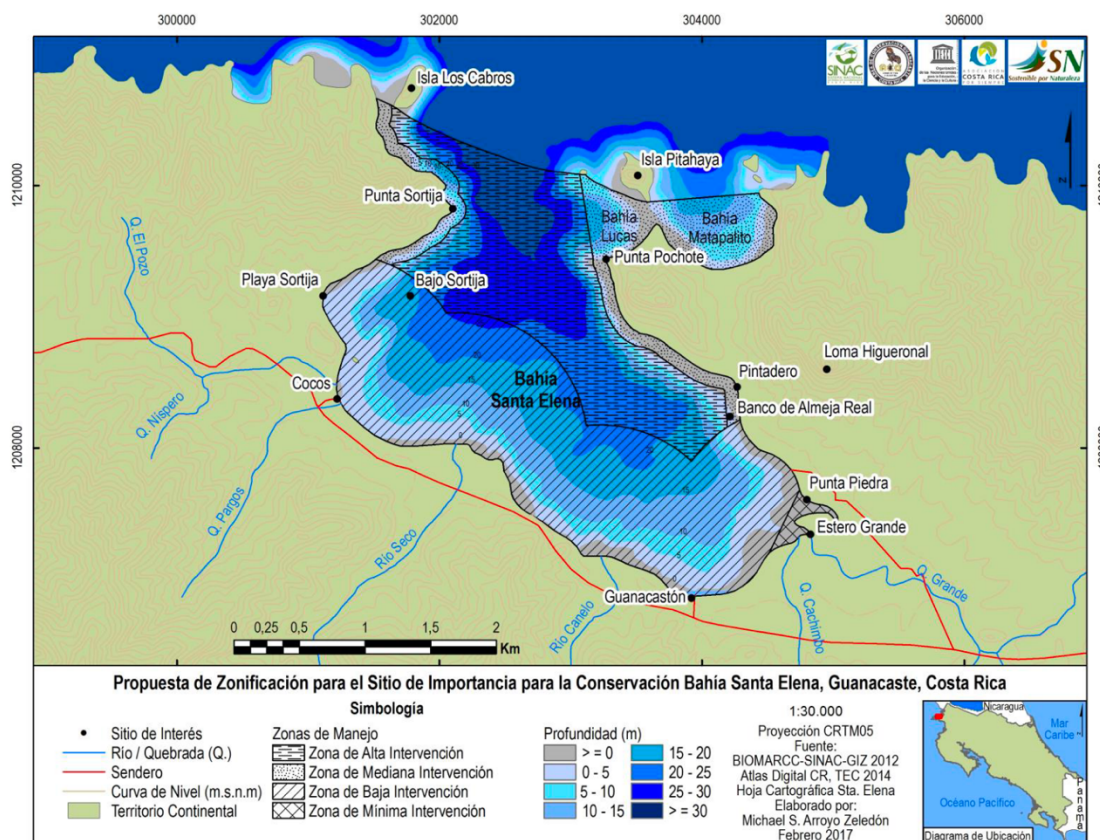 300000
302000
304000
306000
SINAC
UNESCO
ASOCIACIÓN
COSTA RICA
POR SIEMPRE
SN
Sostenible por Naturaleza
Isla Los Cabros
Isla Pitahaya
1210000
Punta Sortija
Bahía
Lucas
Bahía
Matapalito
Q. El Pozo
Punta Pochote
Playa Sortija
Bajo Sortija
Bahía
Santa Elena
Loma Higueronal
Pintadero
Cocos
Banco de Almeja Real
Q. Nispero
1208000
Punta Piedra
Q. Pargos
Estero Grande
Río Seco
Q. Grande
Guanacastón
Río Canelo
Q. Cachimbo
0 0,25 0,5 1 1,5 2
Km
Propuesta de Zonificación para el Sitio de Importancia para la Conservación Bahía Santa Elena, Guanacaste, Costa Rica
Simbología
Sitio de Interés
Río / Quebrada (Q.)
Sendero
Curva de Nivel (m.s.n.m)
Territorio Continental
Zonas de Manejo
Zona de Alta Intervención
Zona de Mediana Intervención
Zona de Baja Intervención
Zona de Mínima Intervención
Profundidad (m)
> = 0
0 - 5
5 - 10
10 - 15
15 - 20
20 - 25
25 - 30
> = 30
1:30.000
Proyección CRTM05
Fuente:
BIOMARCC-SINAC-GIZ 2012
Atlas Digital CR, TEC 2014
Hoja Cartográfica Sta. Elena
Elaborado por:
Michael S. Arroyo Zeledón
Febrero 2017
Nicaragua
Mar
Caribe
Océano Pacífico
Panamá
Diagrama de Ubicación